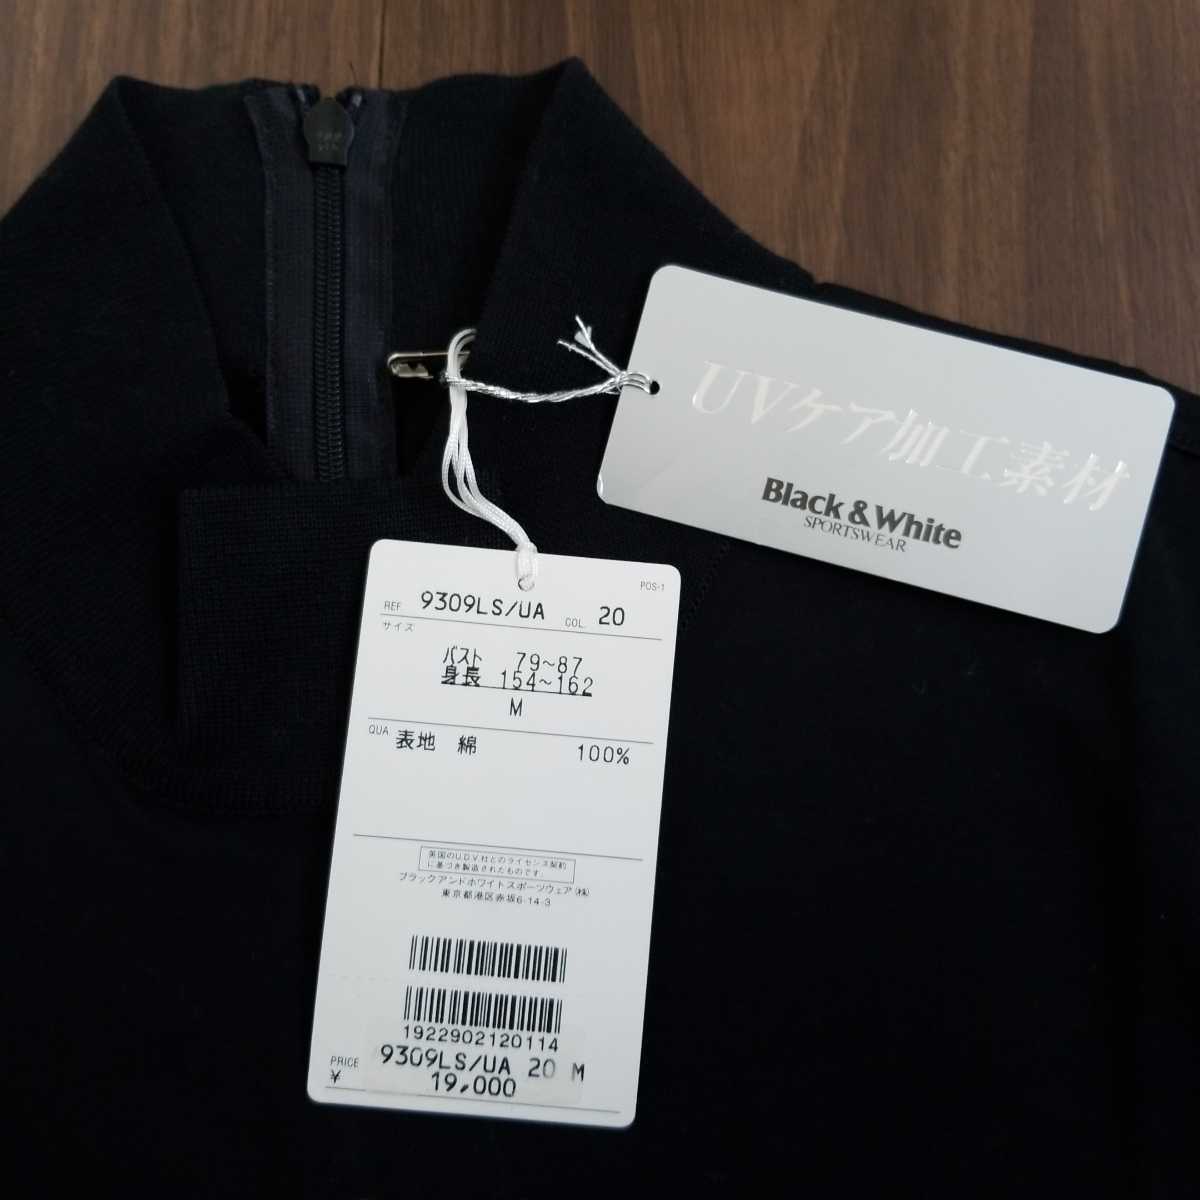 UVケア加工素材
Black & White
SPORTSWEAR
POS-1
REF. 9309LS/UA COL. 20
サイズ
バスト 79~87
身長 154~162
M
QUA 表地 綿 100%
英国のU.D.V.社とのライセンス契約
に基づき製造されたものです。
ブラックアンドホワイトスポーツウェア(株)
東京都港区赤坂6-14-3
1922902120114
9309LS/UA 20 M
PRICE
¥ 19,000